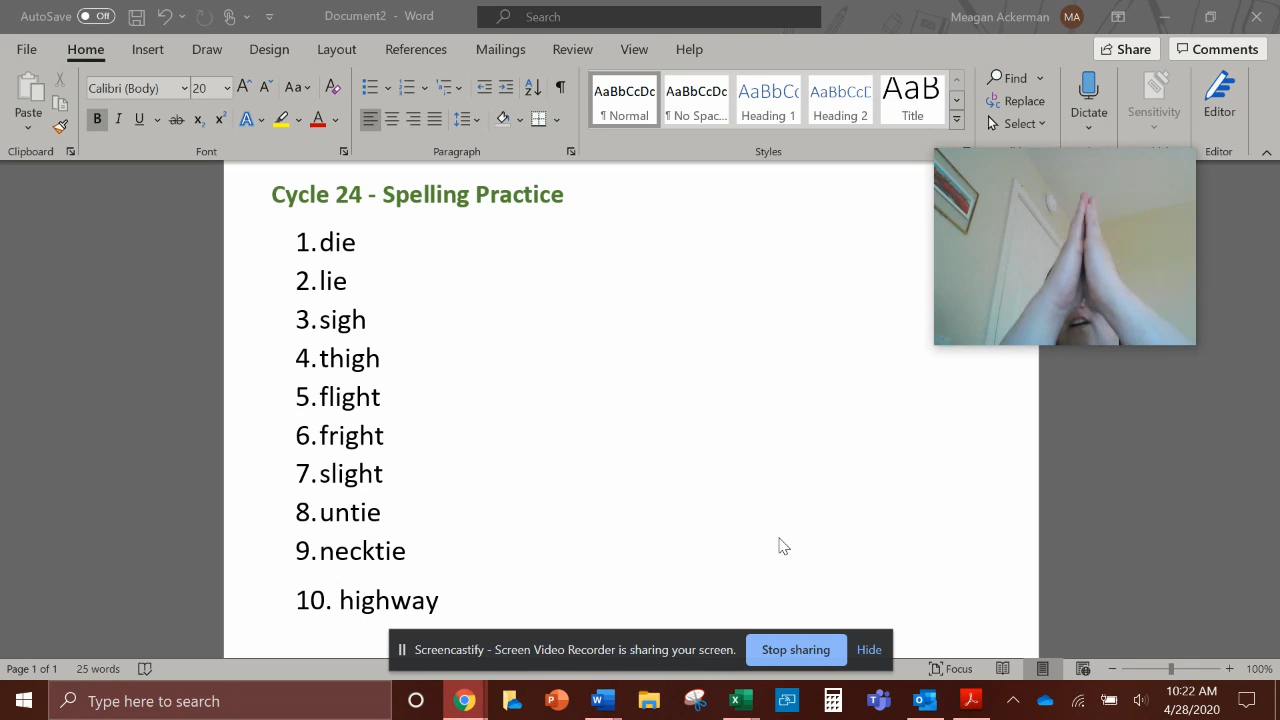 AutoSave Off Document2 - Word Search Meagan Ackerman MA
File Home Insert Draw Design Layout References Mailings Review View Help Share Comments
Calibri (Body) 20 Aa AaBbCcDc AaBbCcDc AaBbCc AaBbCcD AaB Find
Paste Replace
B I U ab x₂ x² A A ¶ Normal ¶ No Spac... Heading 1 Heading 2 Title Select Dictate Sensitivity Editor
Clipboard Font Paragraph Styles Editor
Cycle 24 - Spelling Practice
1. die
2. lie
3. sigh
4. thigh
5. flight
6. fright
7. slight
8. untie
9. necktie
10. highway
Screencastify - Screen Video Recorder is sharing your screen. Stop sharing Hide
Page 1 of 1 25 words Focus 100%
Type here to search 10:22 AM
4/28/2020